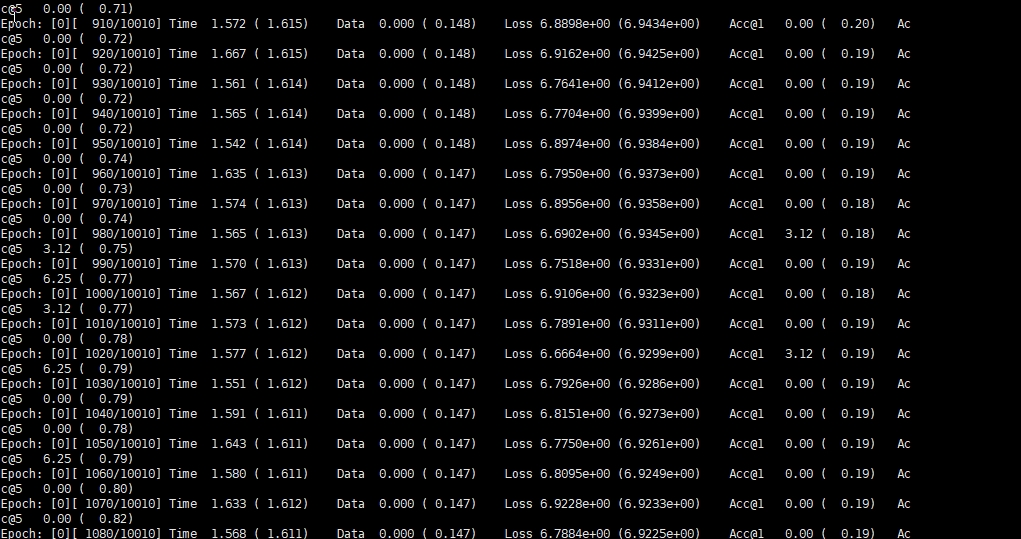 c@5   0.00 (  0.71)
Epoch: [0][  910/10010] Time  1.572 ( 1.615)    Data  0.000 ( 0.148)    Loss 6.8898e+00 (6.9434e+00)    Acc@1   0.00 (  0.20)   Ac
c@5   0.00 (  0.72)
Epoch: [0][  920/10010] Time  1.667 ( 1.615)    Data  0.000 ( 0.148)    Loss 6.9162e+00 (6.9425e+00)    Acc@1   0.00 (  0.19)   Ac
c@5   0.00 (  0.72)
Epoch: [0][  930/10010] Time  1.561 ( 1.614)    Data  0.000 ( 0.148)    Loss 6.7641e+00 (6.9412e+00)    Acc@1   0.00 (  0.19)   Ac
c@5   0.00 (  0.72)
Epoch: [0][  940/10010] Time  1.565 ( 1.614)    Data  0.000 ( 0.148)    Loss 6.7704e+00 (6.9399e+00)    Acc@1   0.00 (  0.19)   Ac
c@5   0.00 (  0.72)
Epoch: [0][  950/10010] Time  1.542 ( 1.614)    Data  0.000 ( 0.148)    Loss 6.8974e+00 (6.9384e+00)    Acc@1   0.00 (  0.19)   Ac
c@5   0.00 (  0.74)
Epoch: [0][  960/10010] Time  1.635 ( 1.613)    Data  0.000 ( 0.147)    Loss 6.7950e+00 (6.9373e+00)    Acc@1   0.00 (  0.19)   Ac
c@5   0.00 (  0.73)
Epoch: [0][  970/10010] Time  1.574 ( 1.613)    Data  0.000 ( 0.147)    Loss 6.8956e+00 (6.9358e+00)    Acc@1   0.00 (  0.18)   Ac
c@5   0.00 (  0.74)
Epoch: [0][  980/10010] Time  1.565 ( 1.613)    Data  0.000 ( 0.147)    Loss 6.6902e+00 (6.9345e+00)    Acc@1   3.12 (  0.18)   Ac
c@5   3.12 (  0.75)
Epoch: [0][  990/10010] Time  1.570 ( 1.613)    Data  0.000 ( 0.147)    Loss 6.7518e+00 (6.9331e+00)    Acc@1   0.00 (  0.19)   Ac
c@5   6.25 (  0.77)
Epoch: [0][ 1000/10010] Time  1.567 ( 1.612)    Data  0.000 ( 0.147)    Loss 6.9106e+00 (6.9323e+00)    Acc@1   0.00 (  0.18)   Ac
c@5   3.12 (  0.77)
Epoch: [0][ 1010/10010] Time  1.573 ( 1.612)    Data  0.000 ( 0.147)    Loss 6.7891e+00 (6.9311e+00)    Acc@1   0.00 (  0.19)   Ac
c@5   0.00 (  0.78)
Epoch: [0][ 1020/10010] Time  1.577 ( 1.612)    Data  0.000 ( 0.147)    Loss 6.6664e+00 (6.9299e+00)    Acc@1   3.12 (  0.19)   Ac
c@5   6.25 (  0.79)
Epoch: [0][ 1030/10010] Time  1.551 ( 1.612)    Data  0.000 ( 0.147)    Loss 6.7926e+00 (6.9286e+00)    Acc@1   0.00 (  0.19)   Ac
c@5   0.00 (  0.79)
Epoch: [0][ 1040/10010] Time  1.591 ( 1.611)    Data  0.000 ( 0.147)    Loss 6.8151e+00 (6.9273e+00)    Acc@1   0.00 (  0.19)   Ac
c@5   0.00 (  0.78)
Epoch: [0][ 1050/10010] Time  1.643 ( 1.611)    Data  0.000 ( 0.147)    Loss 6.7750e+00 (6.9261e+00)    Acc@1   0.00 (  0.19)   Ac
c@5   6.25 (  0.79)
Epoch: [0][ 1060/10010] Time  1.580 ( 1.611)    Data  0.000 ( 0.147)    Loss 6.8095e+00 (6.9249e+00)    Acc@1   0.00 (  0.19)   Ac
c@5   0.00 (  0.80)
Epoch: [0][ 1070/10010] Time  1.633 ( 1.612)    Data  0.000 ( 0.147)    Loss 6.9228e+00 (6.9233e+00)    Acc@1   0.00 (  0.19)   Ac
c@5   0.00 (  0.82)
Epoch: [0][ 1080/10010] Time  1.568 ( 1.611)    Data  0.000 ( 0.147)    Loss 6.7884e+00 (6.9225e+00)    Acc@1   0.00 (  0.19)   Ac